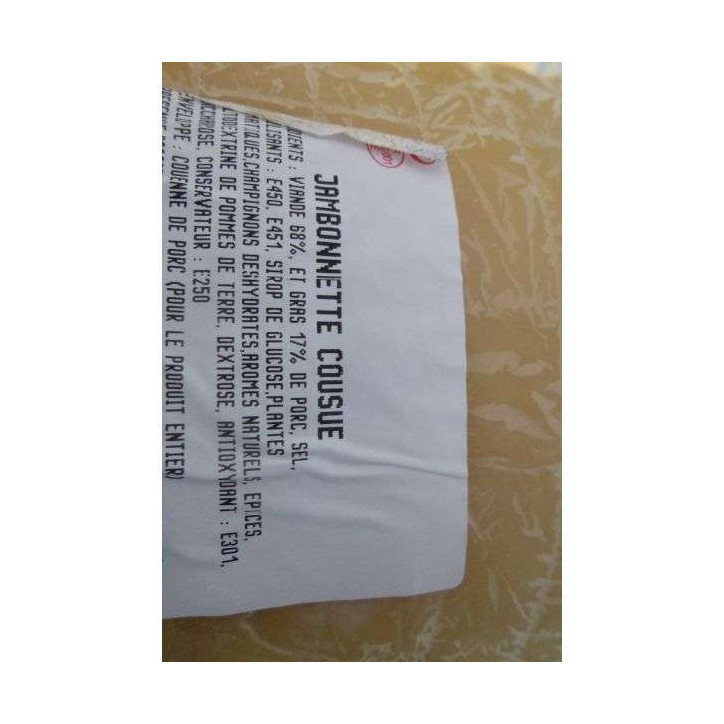 JAMBONNETTE COUSUE
DIENTS : VIANDE 68%, ET GRAS 17% DE PORC, SEL,
LISANTS : E450, E451, SIROP DE GLUCOSE,PLANTES
ATIQUES,CHAMPIGNONS DESHYDRATES,AROMES NATURELS, EPICES,
TODEXTRINE DE POMMES DE TERRE, DEXTROSE, ANTIOXYDANT : E301,
CCHAROSE, CONSERVATEUR : E250
ENVELOPPE : COUENNE DE PORC (POUR LE PRODUIT ENTIER)